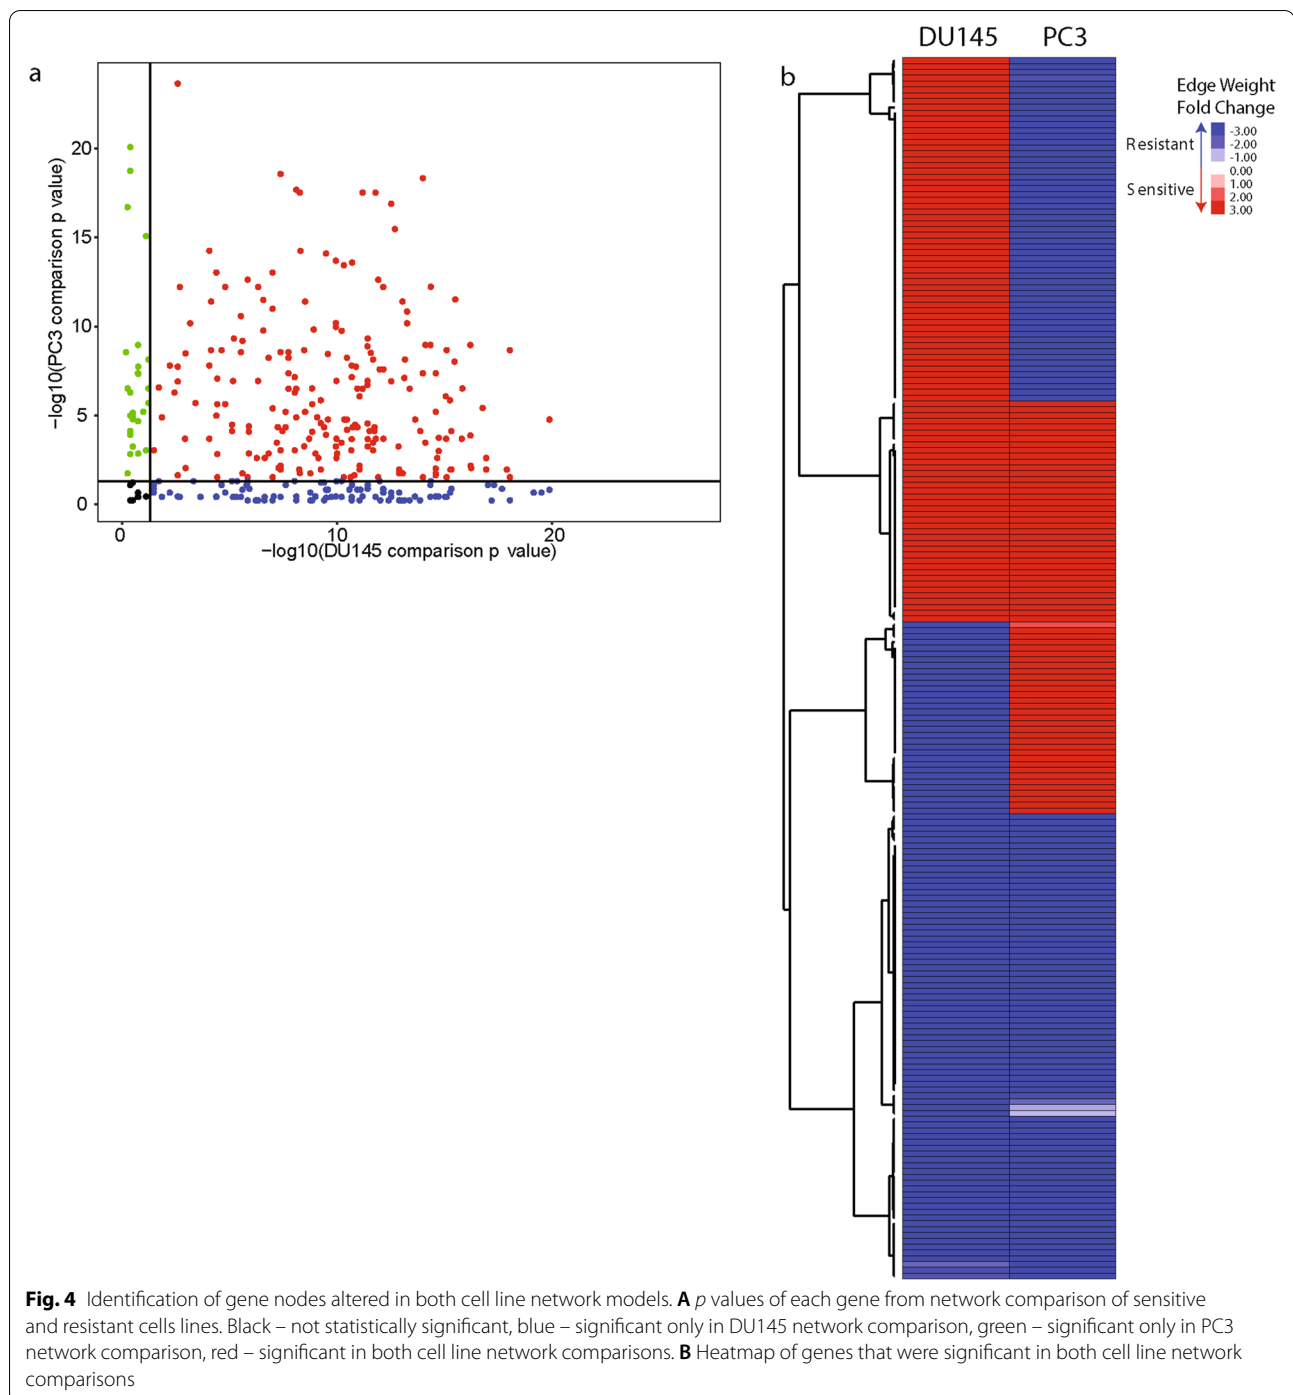 a
20
15
10
5
0
−log10(PC3 comparison p value)
0
10
20
−log10(DU145 comparison p value)
b
DU145 PC3
Edge Weight
Fold Change
Resistant
Sensitive
-3.00
-2.00
-1.00
0.00
1.00
2.00
3.00
Fig. 4 Identification of gene nodes altered in both cell line network models. A p values of each gene from network comparison of sensitive
and resistant cells lines. Black – not statistically significant, blue – significant only in DU145 network comparison, green – significant only in PC3
network comparison, red – significant in both cell line network comparisons. B Heatmap of genes that were significant in both cell line network
comparisons